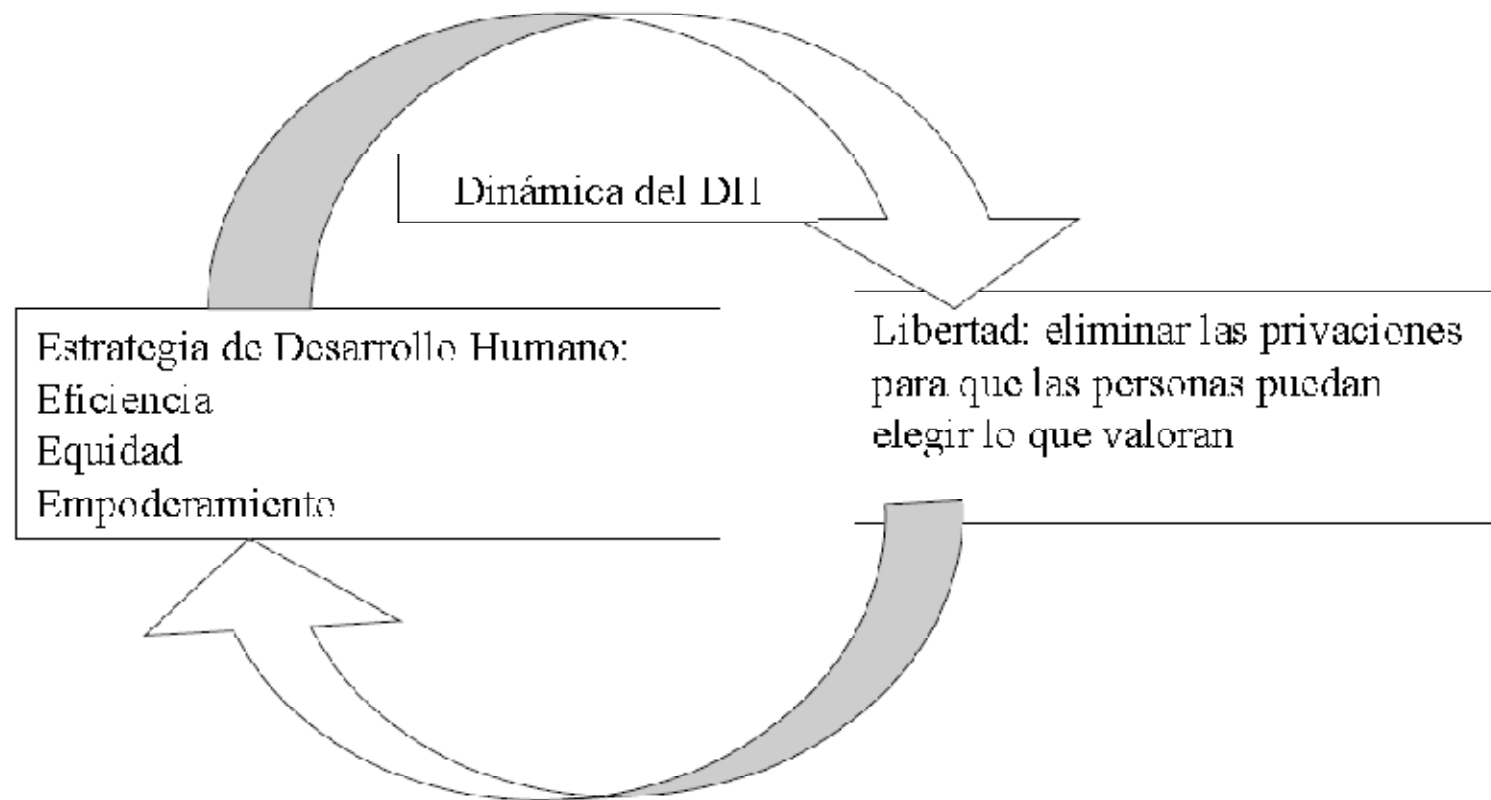 Dinámica del DH
Estrategia de Desarrollo Humano:
Eficiencia
Equidad
Empoderamiento
Libertad: eliminar las privaciones
para que las personas puedan
elegir lo que valoran